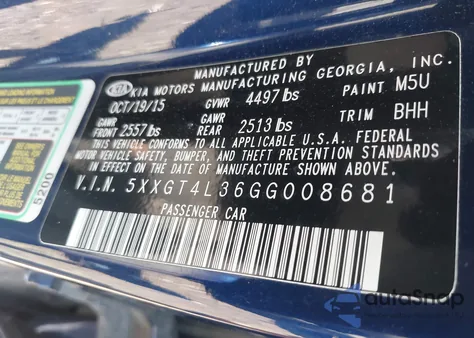 MANUFACTURED BY
KIA KIA MOTORS MANUFACTURING GEORGIA, INC.
OCT/19/15 GVWR 4497 lbs PAINT M5U
GAWR FRONT 2557 lbs GAWR REAR 2513 lbs TRIM BHH
THIS VEHICLE CONFORMS TO ALL APPLICABLE U.S.A. FEDERAL
MOTOR VEHICLE SAFETY, BUMPER, AND THEFT PREVENTION STANDARDS
IN EFFECT ON THE DATE OF MANUFACTURE SHOWN ABOVE.
V.I.N. 5XXGT4L36GG008681
PASSENGER CAR
5200
autoSnap